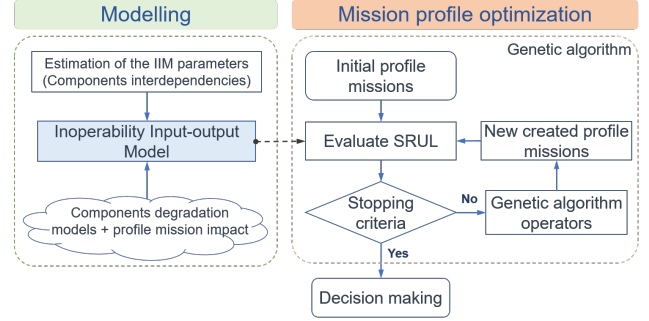 Modelling
Estimation of the IIM parameters
(Components interdependencies)
Inoperability Input-output
Model
Components degradation
models + profile mission impact
Mission profile optimization
Genetic algorithm
Initial profile
missions
Evaluate SRUL
New created profile
missions
Stopping
criteria
No
Genetic algorithm
operators
Yes
Decision making